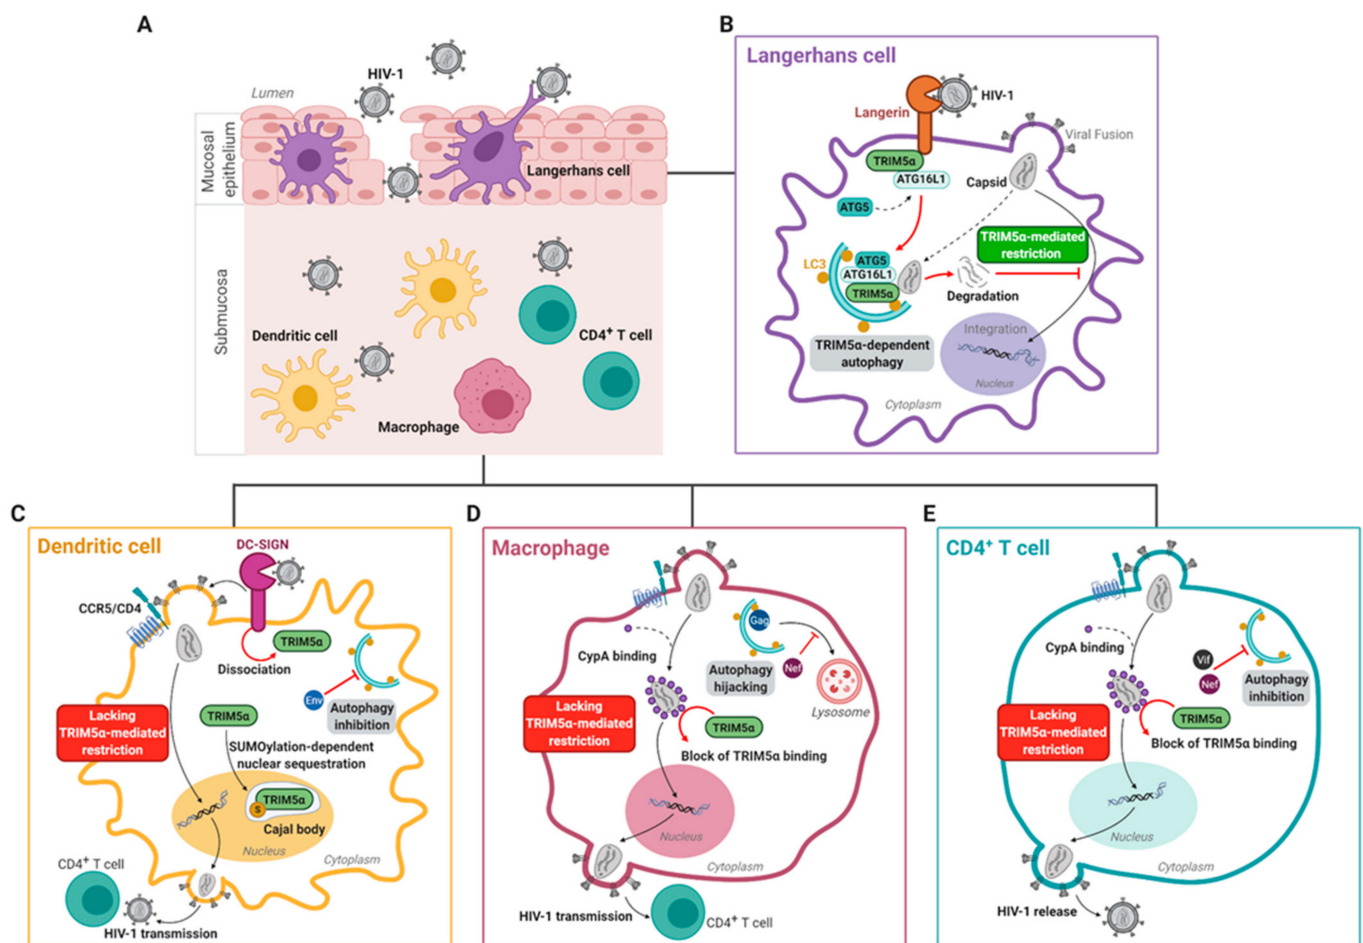 A
HIV-1
Lumen
Mucosal
epithelium
Langerhans cell
Submucosa
Dendritic cell
CD4⁺ T cell
Macrophage
B
Langerhans cell
Langerin
HIV-1
Viral Fusion
TRIM5α
ATG16L1
Capsid
ATG5
TRIM5α-mediated
restriction
LC3
ATG5
ATG16L1
TRIM5α
Degradation
TRIM5α-dependent
autophagy
Integration
Nucleus
Cytoplasm
C
Dendritic cell
DC-SIGN
CCR5/CD4
TRIM5α
Dissociation
Env
Autophagy
inhibition
Lacking
TRIM5α-mediated
restriction
TRIM5α
SUMOylation-dependent
nuclear sequestration
TRIM5α
S
Cajal body
Nucleus
Cytoplasm
CD4⁺ T cell
HIV-1 transmission
D
Macrophage
Gag
CypA binding
Autophagy
hijacking
Nef
Lysosome
Lacking
TRIM5α-mediated
restriction
TRIM5α
Block of TRIM5α binding
Nucleus
Cytoplasm
HIV-1 transmission
CD4⁺ T cell
E
CD4⁺ T cell
CypA binding
Vif
Nef
Autophagy
inhibition
Lacking
TRIM5α-mediated
restriction
TRIM5α
Block of TRIM5α binding
Nucleus
Cytoplasm
HIV-1 release